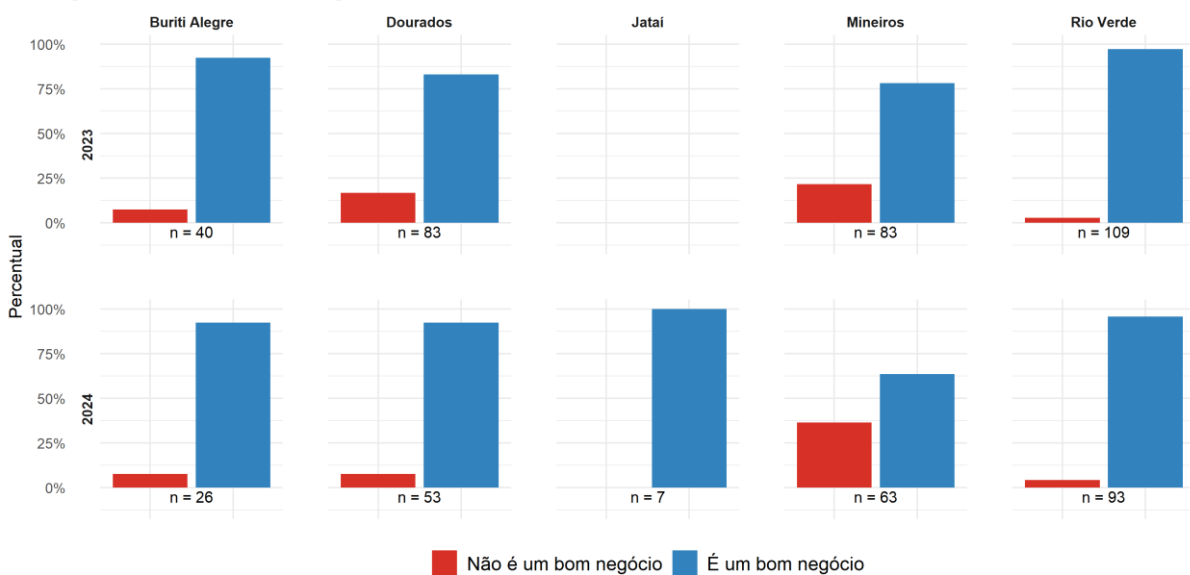 Buriti Alegre Dourados Jataí Mineiros Rio Verde
100%
75%
50%
25%
0%
2023
n = 40 n = 83 n = 83 n = 109
Percentual
100%
75%
50%
25%
0%
2024
n = 26 n = 53 n = 7 n = 63 n = 93
Não é um bom negócio É um bom negócio